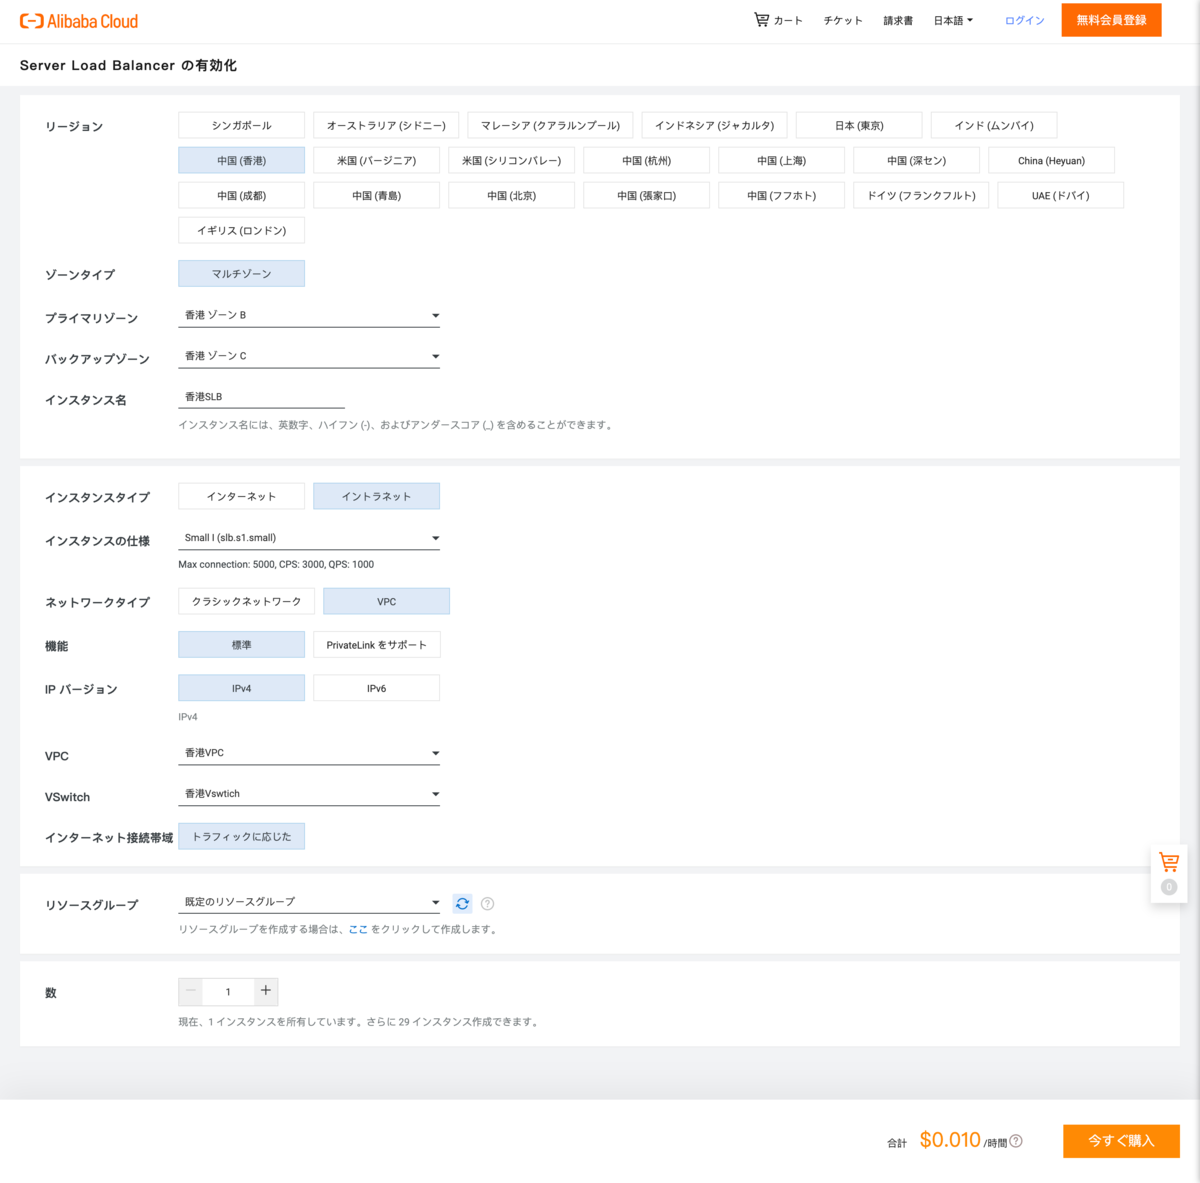 Alibaba Cloud
カート チケット 請求書 日本語 ログイン 無料会員登録
Server Load Balancer の有効化
リージョン シンガポール オーストラリア (シドニー) マレーシア (クアラルンプール) インドネシア (ジャカルタ) 日本 (東京) インド (ムンバイ)
中国 (香港) 米国 (バージニア) 米国 (シリコンバレー) 中国 (杭州) 中国 (上海) 中国 (深セン) China (Heyuan)
中国 (成都) 中国 (青島) 中国 (北京) 中国 (張家口) 中国 (フフホト) ドイツ (フランクフルト) UAE (ドバイ)
イギリス (ロンドン)
ゾーンタイプ マルチゾーン
プライマリゾーン 香港 ゾーン B
バックアップゾーン 香港 ゾーン C
インスタンス名 香港SLB
インスタンス名には、英数字、ハイフン (-)、およびアンダースコア (_) を含めることができます。
インスタンスタイプ インターネット イントラネット
インスタンスの仕様 Small I (slb.s1.small)
Max connection: 5000, CPS: 3000, QPS: 1000
ネットワークタイプ クラシックネットワーク VPC
機能 標準 PrivateLink をサポート
IP バージョン IPv4 IPv6
IPv4
VPC 香港VPC
VSwitch 香港Vswtich
インターネット接続帯域 トラフィックに応じた
0
リソースグループ 既定のリソースグループ ?
リソースグループを作成する場合は、ここ をクリックして作成します。
数 − 1 +
現在、1 インスタンスを所有しています。さらに 29 インスタンス作成できます。
合計 $0.010 /時間 ? 今すぐ購入